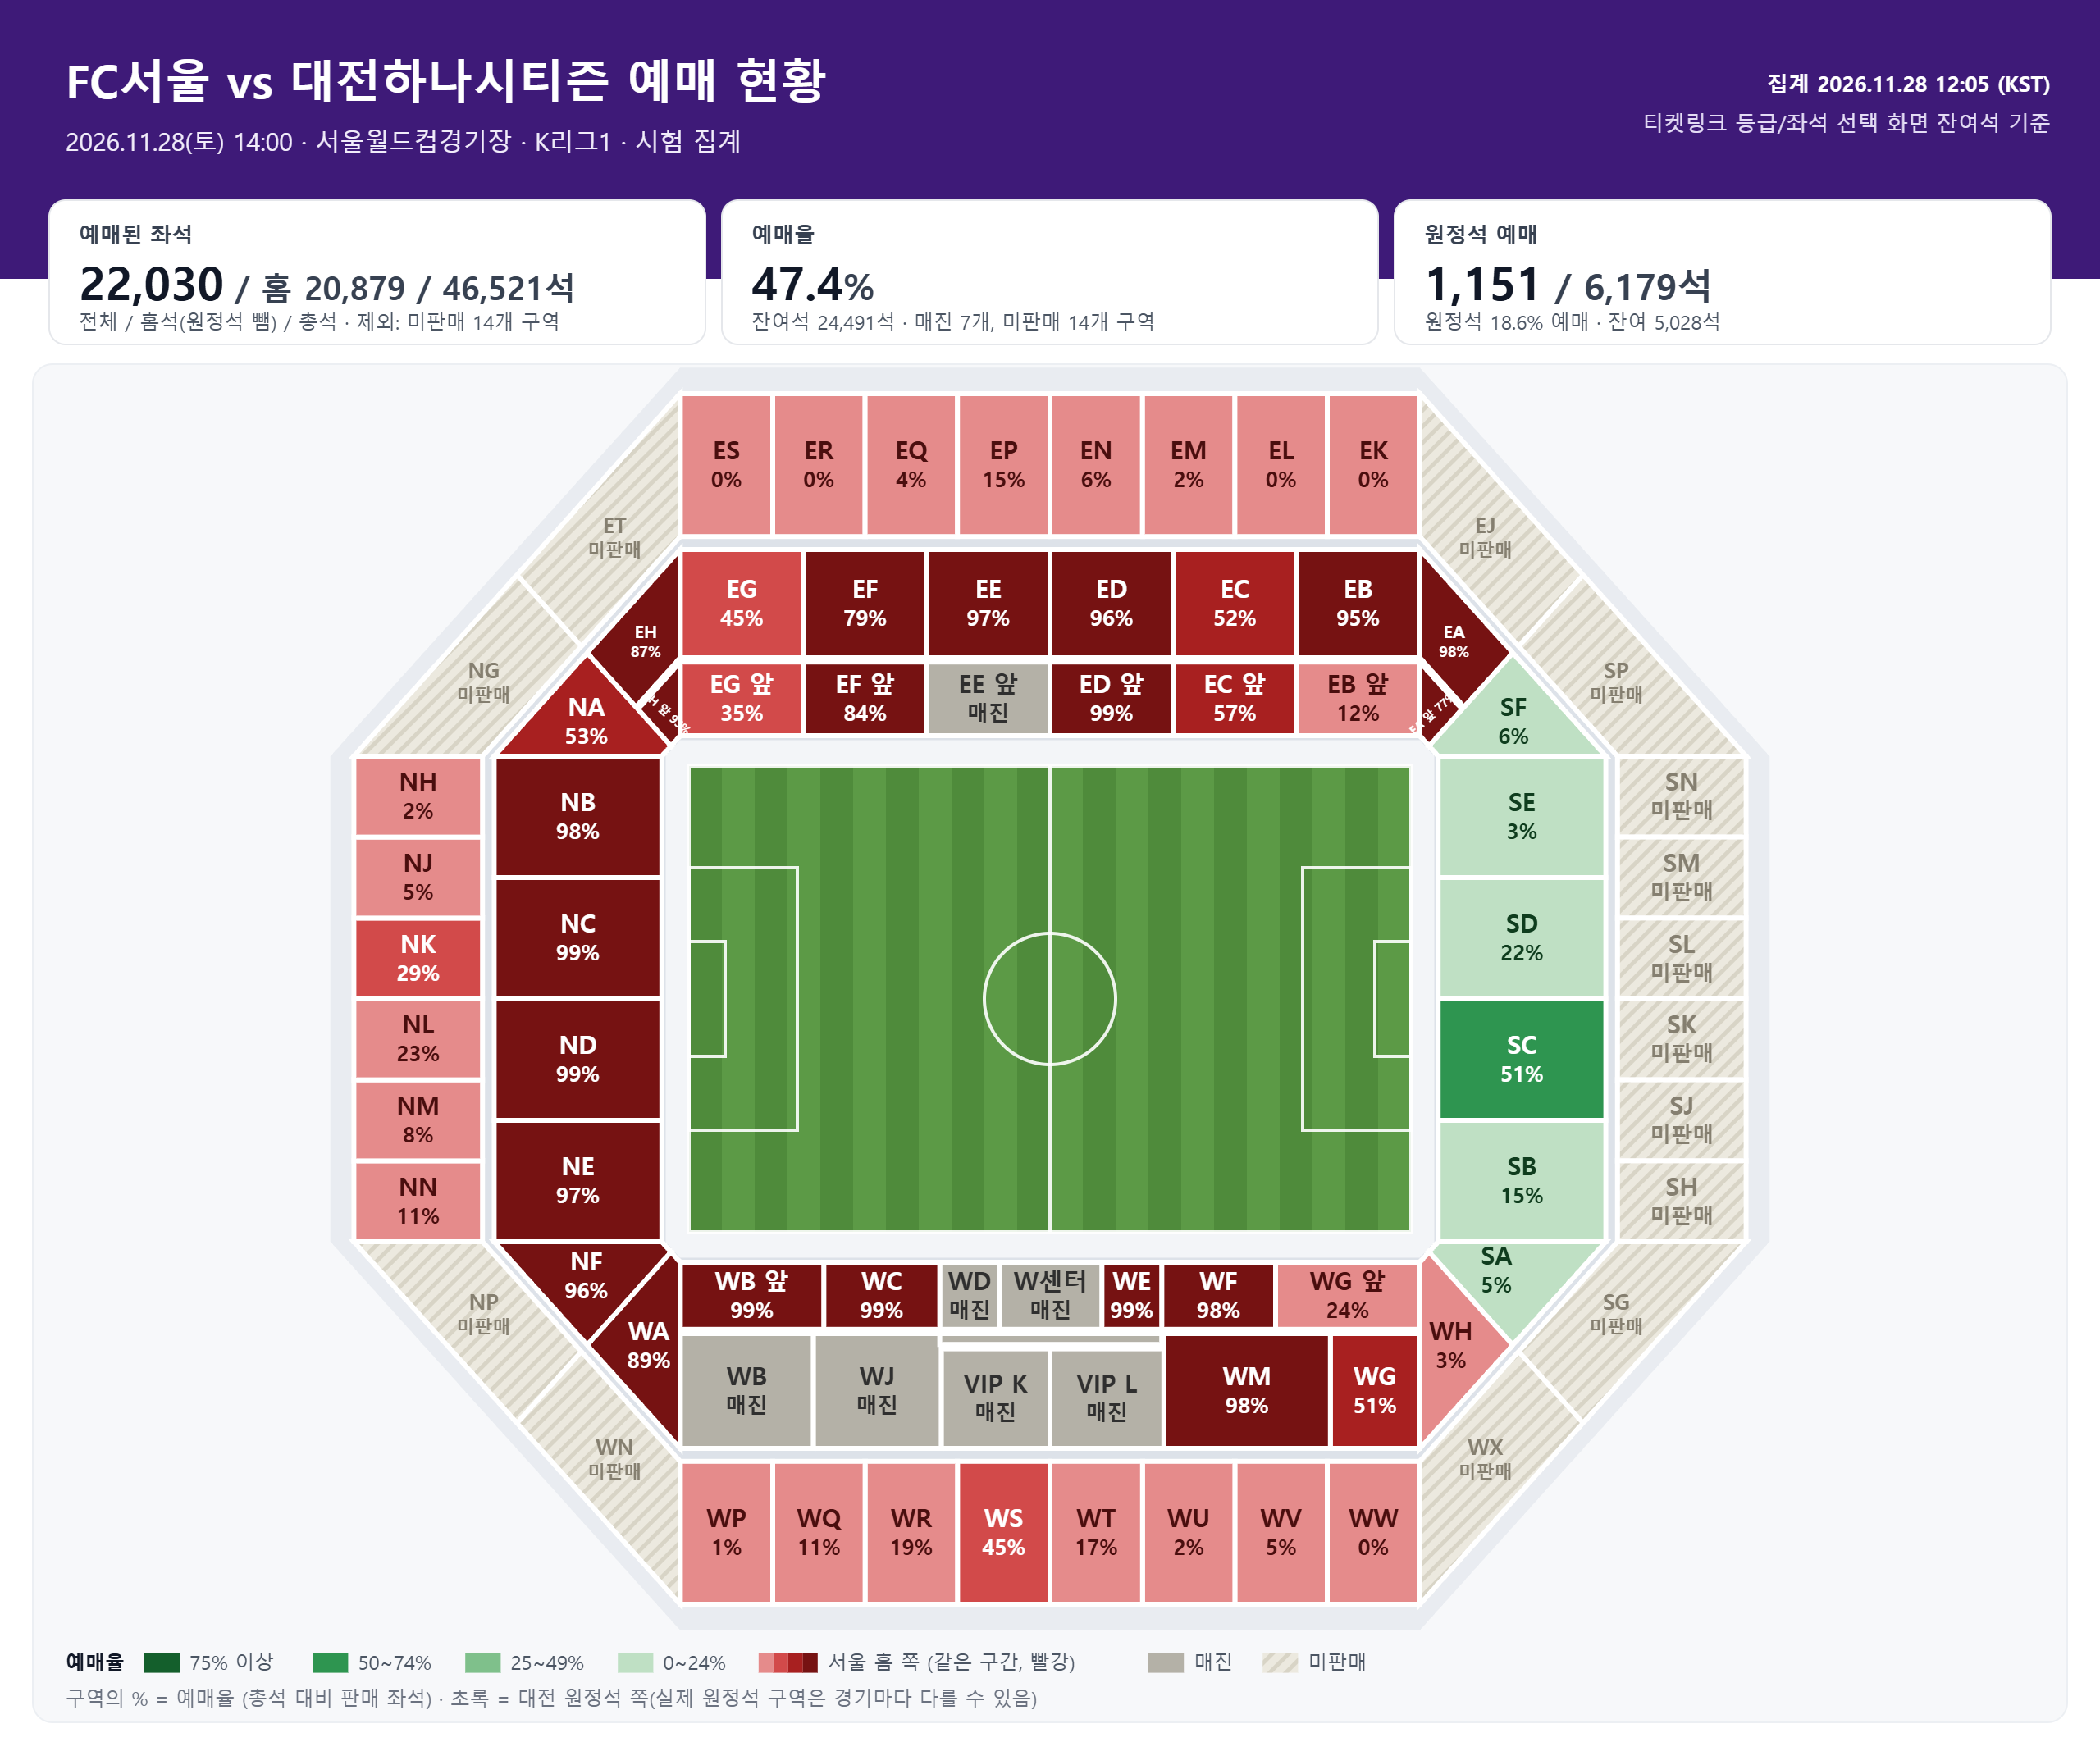 FC서울 vs 대전하나시티즌 예매 현황
2026.11.28(토) 14:00 · 서울월드컵경기장 · K리그1 · 시험 집계
집계 2026.11.28 12:05 (KST)
티켓링크 등급/좌석 선택 화면 잔여석 기준
예매된 좌석
22,030 / 홈 20,879 / 46,521석
전체 / 홈석(원정석 뺌) / 총석 · 제외: 미판매 14개 구역
예매율
47.4%
잔여석 24,491석 · 매진 7개, 미판매 14개 구역
원정석 예매
1,151 / 6,179석
원정석 18.6% 예매 · 잔여 5,028석
ES
0%
ER
0%
EQ
4%
EP
15%
EN
6%
EM
2%
EL
0%
EK
0%
ET
미판매
EJ
미판매
NG
미판매
SP
미판매
EH
87%
EG
45%
EF
79%
EE
97%
ED
96%
EC
52%
EB
95%
EA
98%
EG 앞
35%
EF 앞
84%
EE 앞
매진
ED 앞
99%
EC 앞
57%
EB 앞
12%
앞
앞
NA
53%
SF
6%
NH
2%
NJ
5%
NK
29%
NL
23%
NM
8%
NN
11%
NB
98%
NC
99%
ND
99%
NE
97%
SE
3%
SD
22%
SC
51%
SB
15%
SN
미판매
SM
미판매
SL
미판매
SK
미판매
SJ
미판매
SH
미판매
NF
96%
SA
5%
NP
미판매
SG
미판매
WA
89%
WB 앞
99%
WC
99%
WD
매진
W센터
매진
WE
99%
WF
98%
WG 앞
24%
WH
3%
WB
매진
WJ
매진
VIP K
매진
VIP L
매진
WM
98%
WG
51%
WN
미판매
WX
미판매
WP
1%
WQ
11%
WR
19%
WS
45%
WT
17%
WU
2%
WV
5%
WW
0%
예매율 75% 이상 50~74% 25~49% 0~24% 서울 홈 쪽 (같은 구간, 빨강) 매진 미판매
구역의 % = 예매율 (총석 대비 판매 좌석) · 초록 = 대전 원정석 쪽(실제 원정석 구역은 경기마다 다를 수 있음)